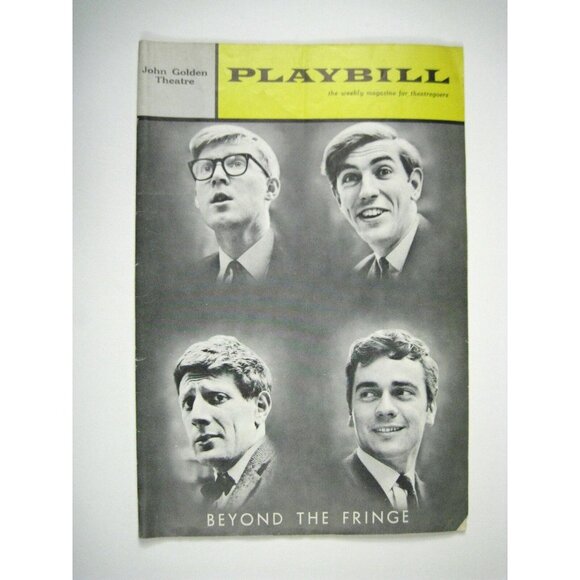 John Golden
Theatre
PLAYBILL
the weekly magazine for theatregoers
BEYOND THE FRINGE